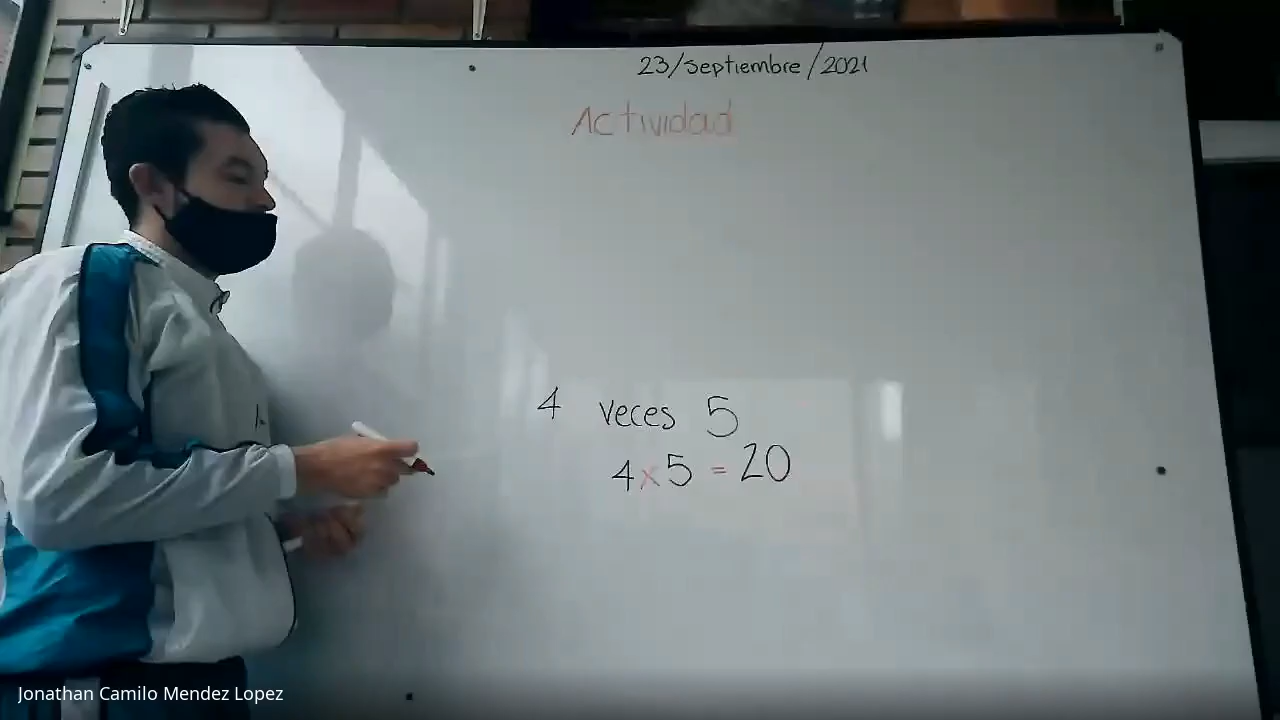 23/Septiembre/2021
Actividad
4 veces 5
4x5 = 20
Jonathan Camilo Mendez Lopez